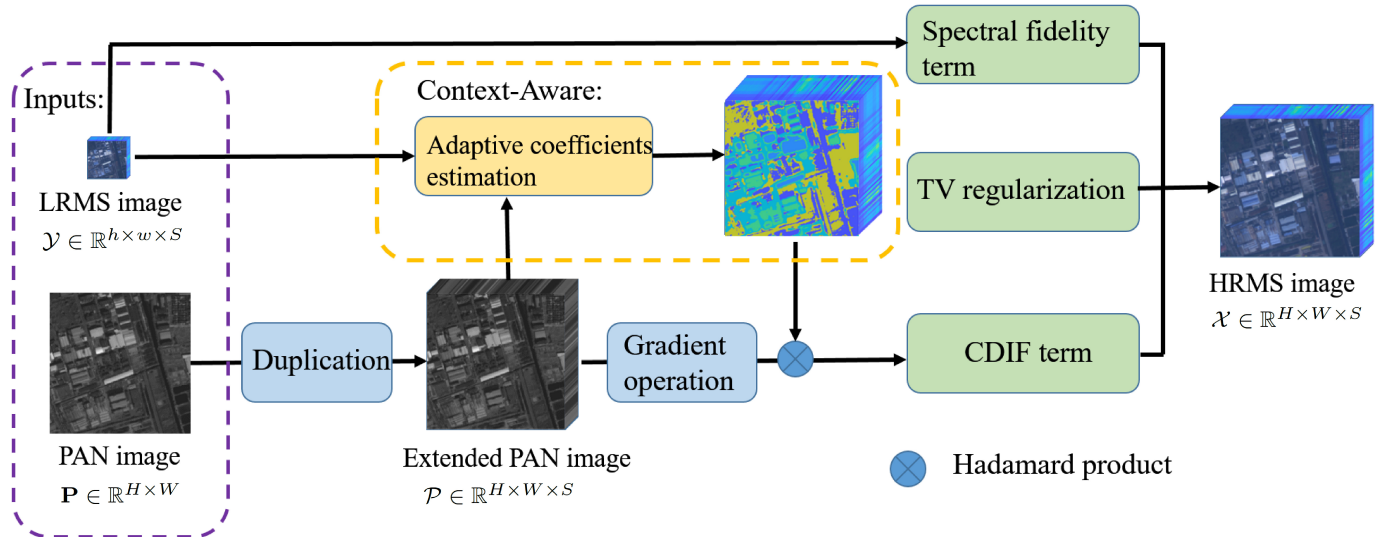 Inputs:
LRMS image
𝒴 ∈ ℝ^{h×w×S}
PAN image
𝐏 ∈ ℝ^{H×W}
Context-Aware:
Adaptive coefficients
estimation
Duplication
Extended PAN image
𝒫 ∈ ℝ^{H×W×S}
Gradient
operation
Spectral fidelity
term
TV regularization
CDIF term
Hadamard product
HRMS image
𝒳 ∈ ℝ^{H×W×S}